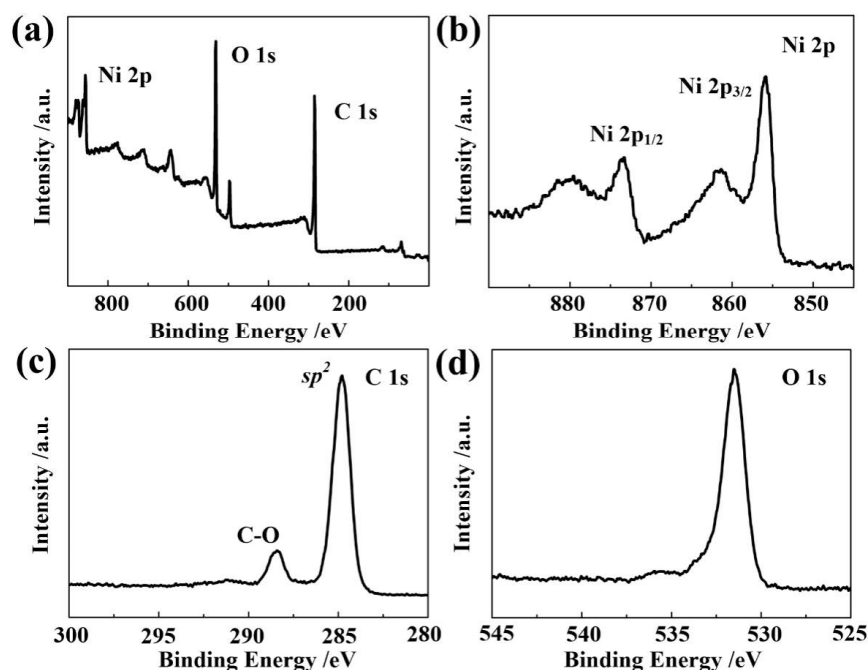 (a)
O 1s
Ni 2p
C 1s
Intensity /a.u.
800 600 400 200
Binding Energy /eV
(b)
Ni 2p
Ni 2p3/2
Ni 2p1/2
Intensity /a.u.
880 870 860 850
Binding Energy /eV
(c)
sp2
C 1s
C-O
Intensity /a.u.
300 295 290 285 280
Binding Energy /eV
(d)
O 1s
Intensity /a.u.
545 540 535 530 525
Binding Energy /eV